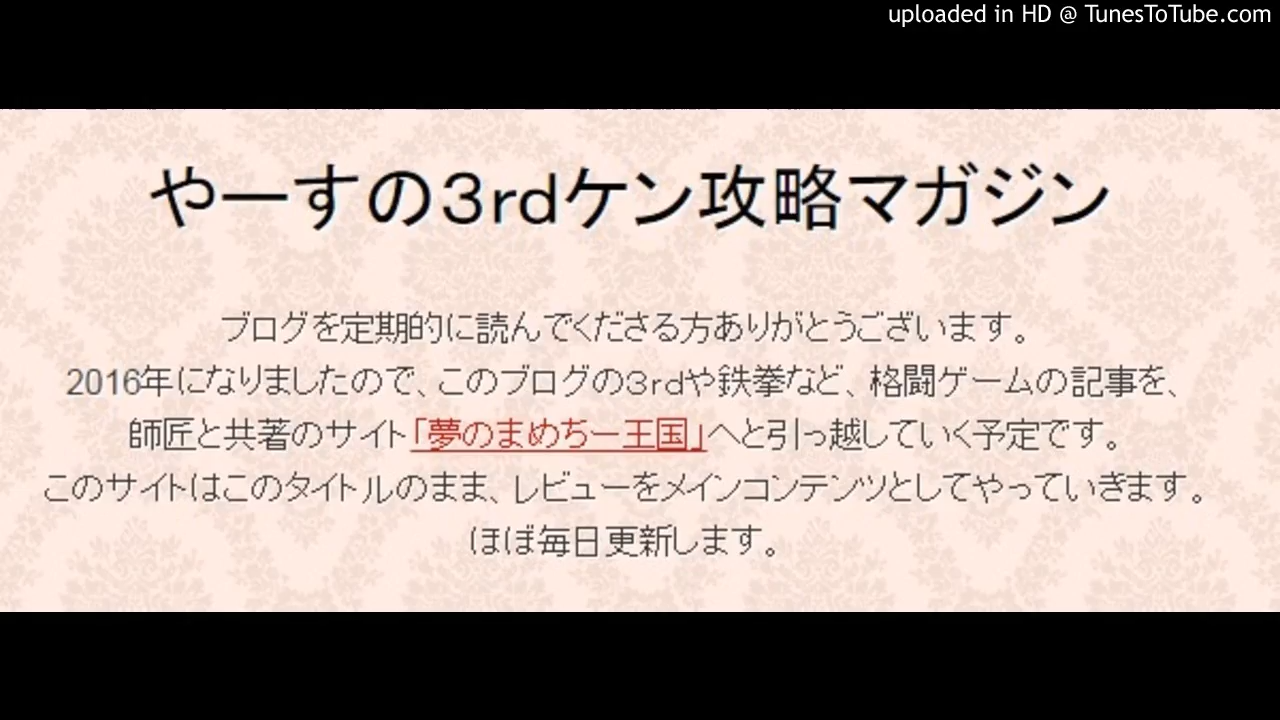 uploaded in HD @ TunesToTube.com
やーすの3rdケン攻略マガジン
ブログを定期的に読んでくださる方ありがとうございます。
2016年になりましたので、このブログの3rdや鉄拳など、格闘ゲームの記事を、
師匠と共著のサイト「夢のまめちー王国」へと引っ越していく予定です。
このサイトはこのタイトルのまま、レビューをメインコンテンツとしてやっていきます。
ほぼ毎日更新します。